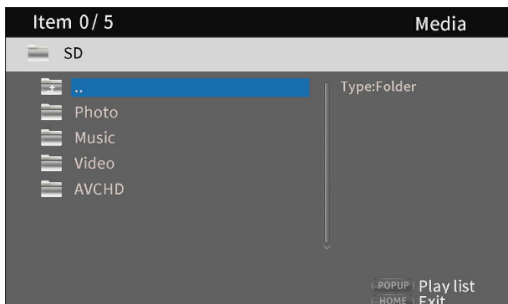 Item 0/ 5
Media
SD
..
Type:Folder
Photo
Music
Video
AVCHD
POPUP Play list
HOME Exit